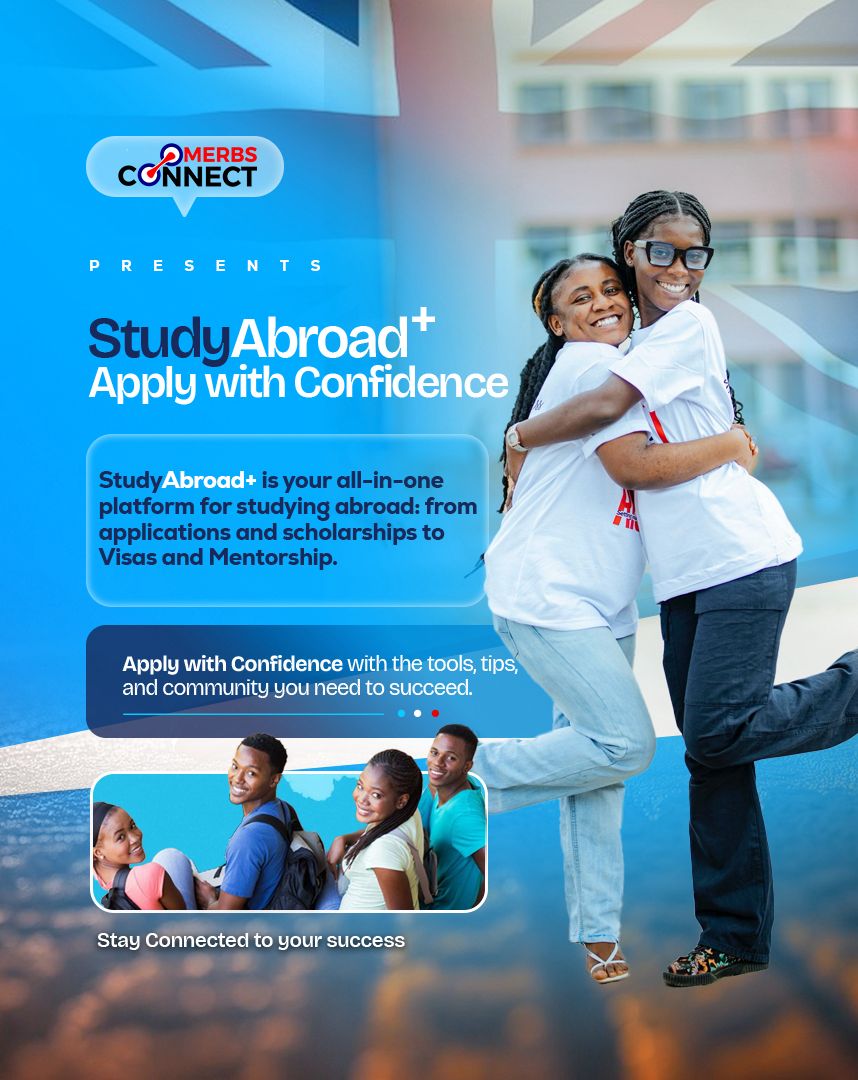 MERBS
CONNECT
PRESENTS
StudyAbroad+
Apply with Confidence
StudyAbroad+ is your all-in-one
platform for studying abroad: from
applications and scholarships to
Visas and Mentorship.
Apply with Confidence with the tools, tips,
and community you need to succeed.
Stay Connected to your success